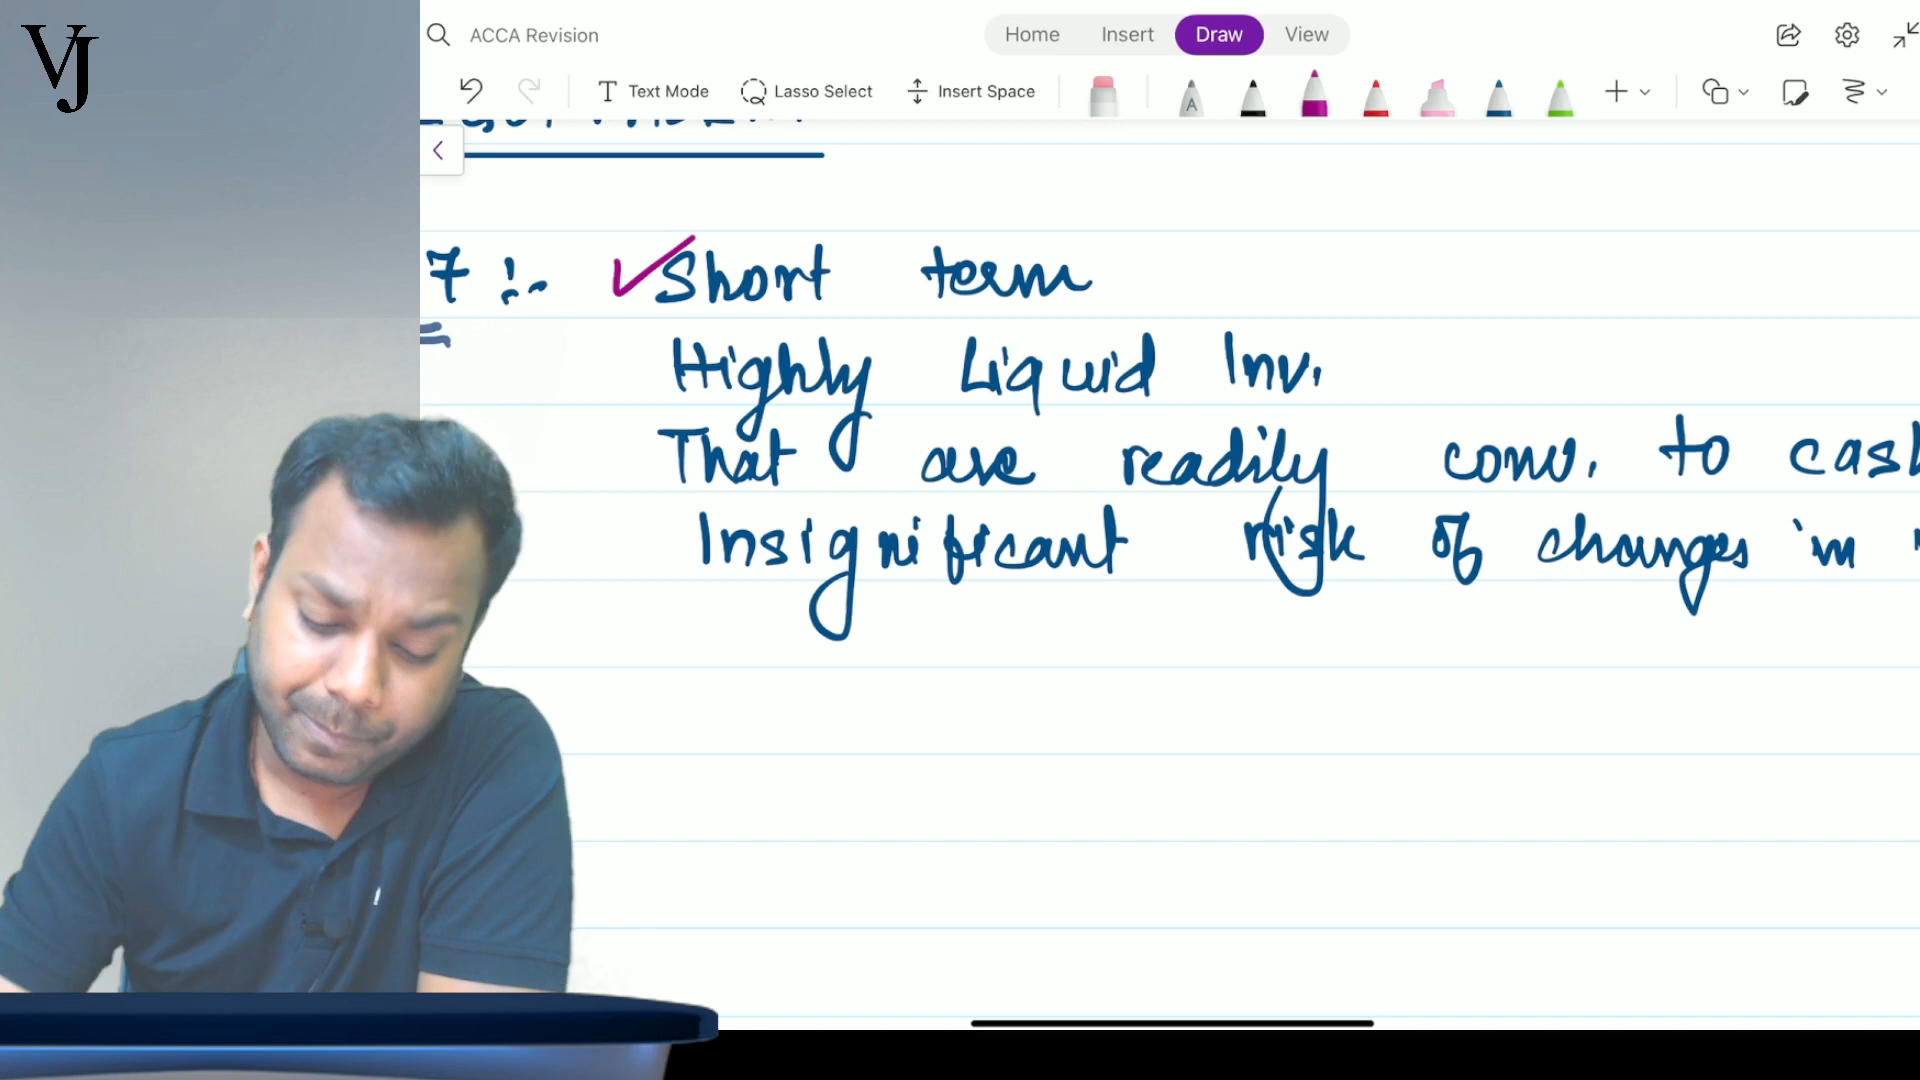 VJ
ACCA Revision
Home Insert Draw View
Text Mode Lasso Select Insert Space
A
7 :- Short term
Highly Liquid Inv.
That are readily conv. to cash
Insignificant risk of changes in